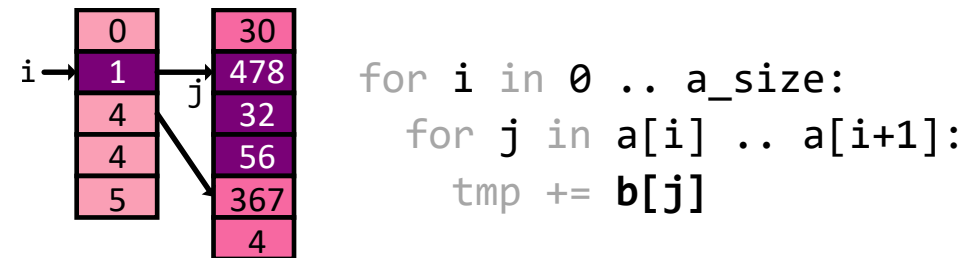 0 30
i 1 j 478
4 32
4 56
5 367
4
for i in 0 .. a_size:
for j in a[i] .. a[i+1]:
tmp += b[j]